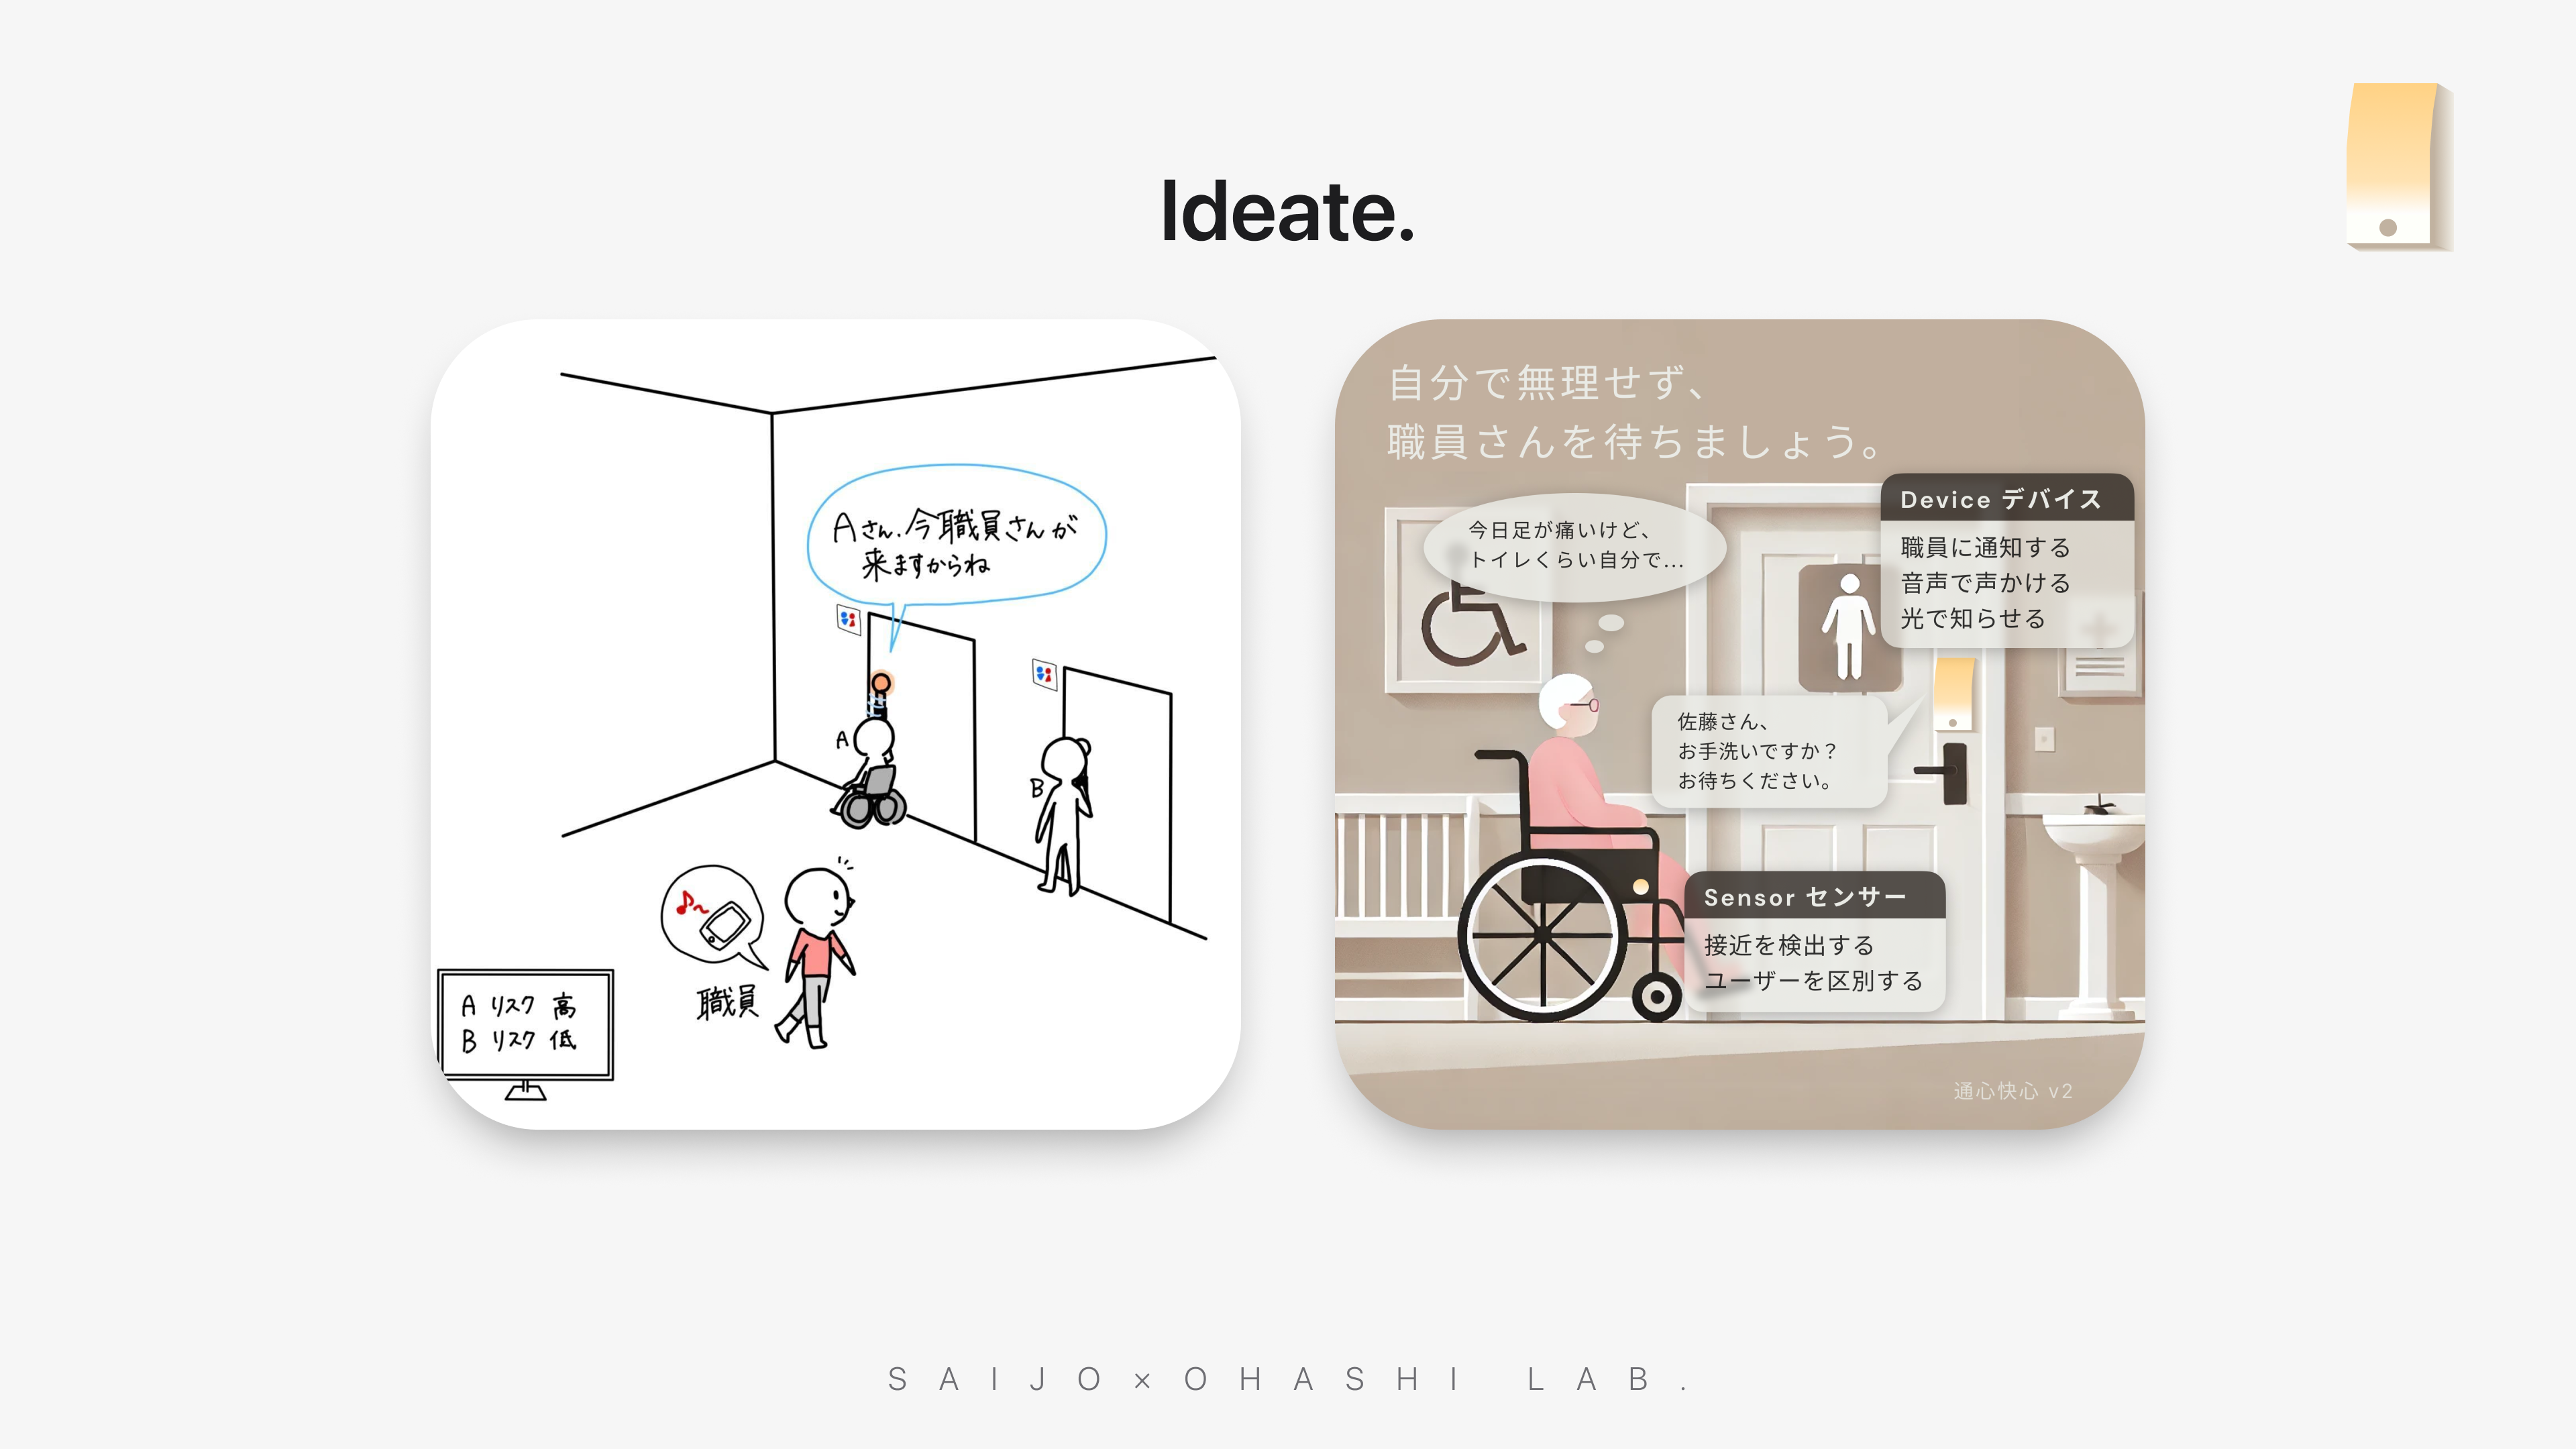 Ideate.
Aさん.今職員さんが
来ますからね
A
B
職員
A リスク 高
B リスク 低
自分で無理せず、
職員さんを待ちましょう。
今日足が痛いけど、
トイレくらい自分で...
Device デバイス
職員に通知する
音声で声かける
光で知らせる
佐藤さん、
お手洗いですか？
お待ちください。
Sensor センサー
接近を検出する
ユーザーを区別する
通心快心 v2
SAIJO×OHASHI LAB.